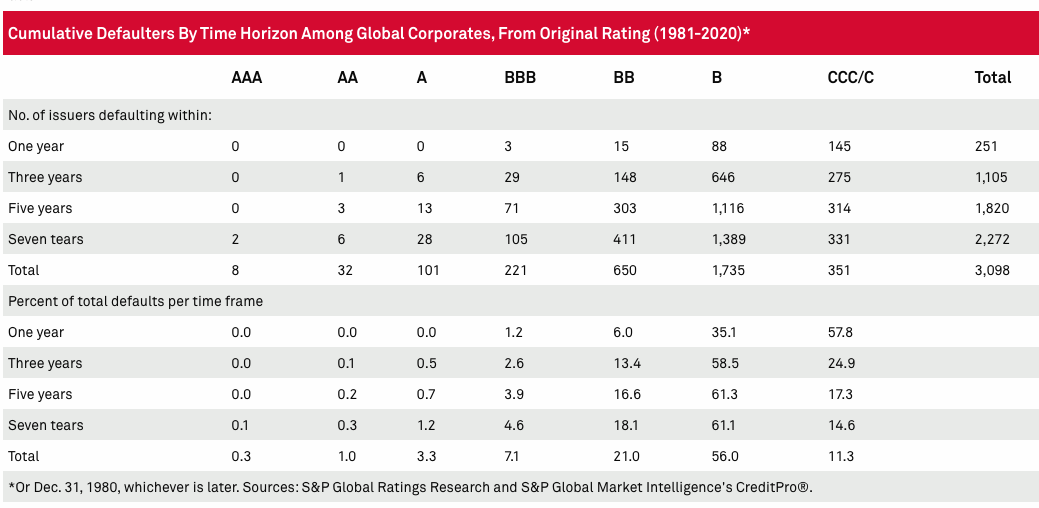 Cumulative Defaulters By Time Horizon Among Global Corporates, From Original Rating (1981-2020)*
AAA AA A BBB BB B CCC/C Total
No. of issuers defaulting within:
One year 0 0 0 3 15 88 145 251
Three years 0 1 6 29 148 646 275 1,105
Five years 0 3 13 71 303 1,116 314 1,820
Seven tears 2 6 28 105 411 1,389 331 2,272
Total 8 32 101 221 650 1,735 351 3,098
Percent of total defaults per time frame
One year 0.0 0.0 0.0 1.2 6.0 35.1 57.8
Three years 0.0 0.1 0.5 2.6 13.4 58.5 24.9
Five years 0.0 0.2 0.7 3.9 16.6 61.3 17.3
Seven tears 0.1 0.3 1.2 4.6 18.1 61.1 14.6
Total 0.3 1.0 3.3 7.1 21.0 56.0 11.3
*Or Dec. 31, 1980, whichever is later. Sources: S&P Global Ratings Research and S&P Global Market Intelligence's CreditPro®.